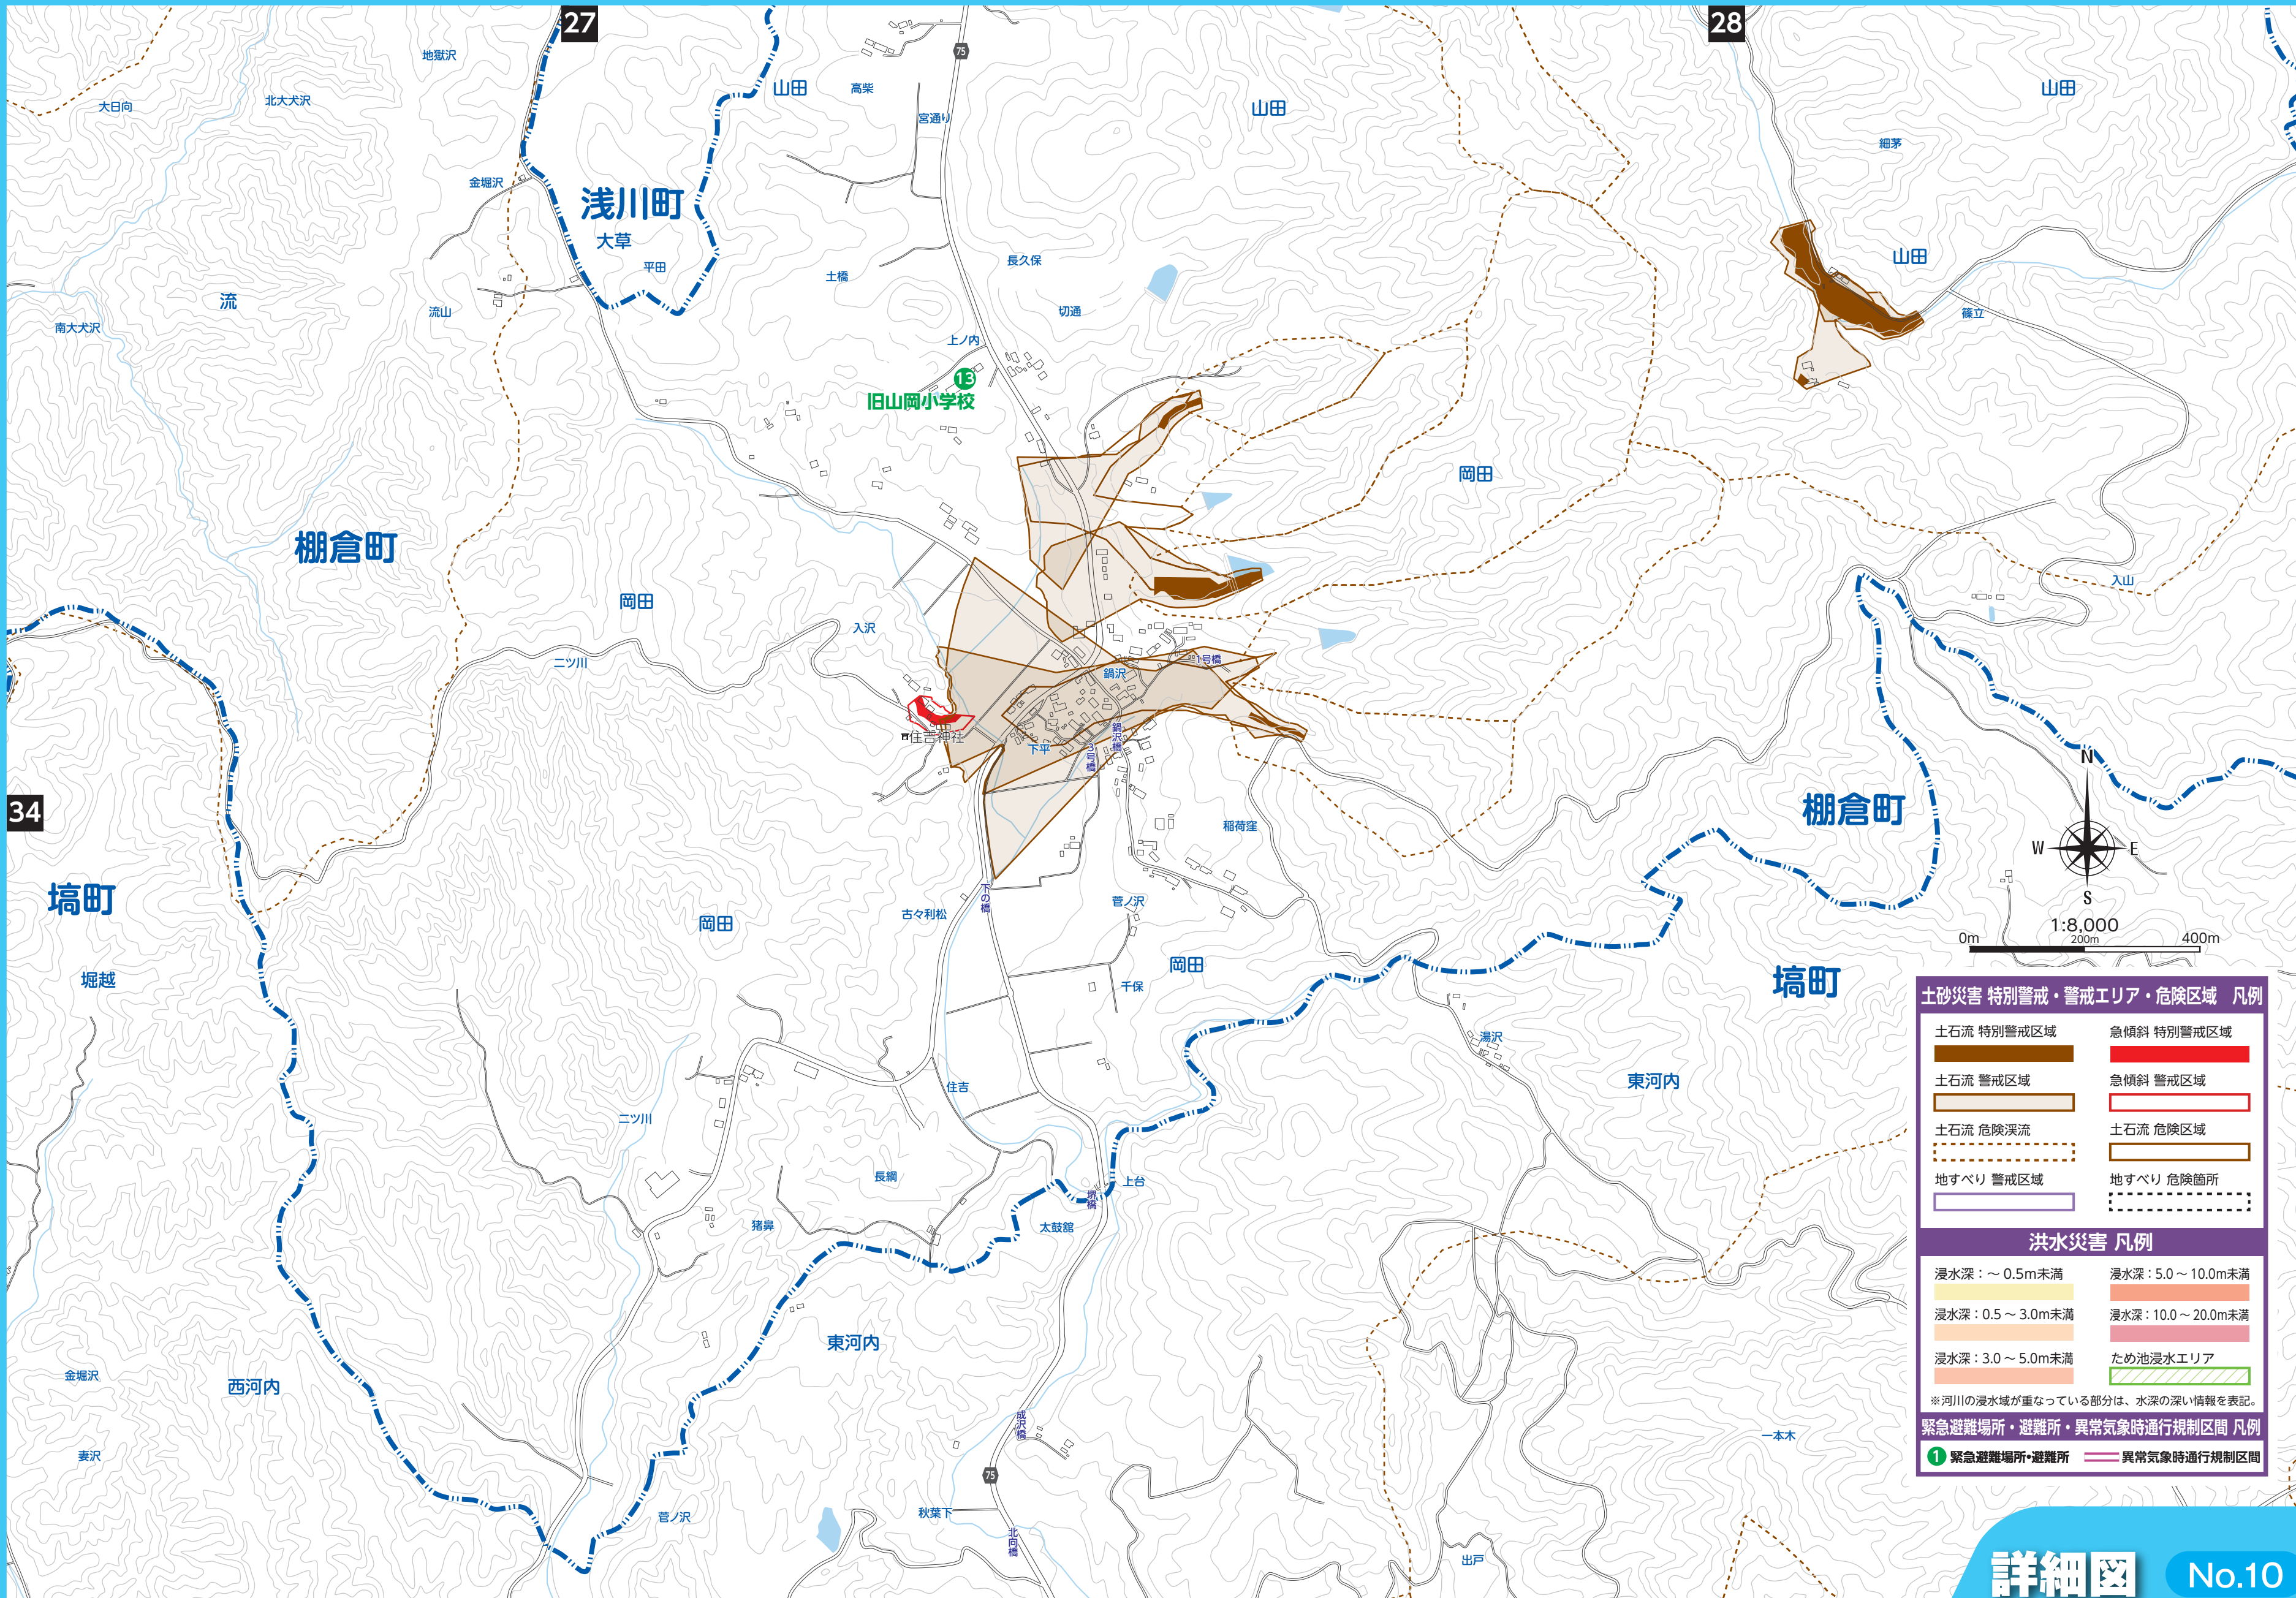 27
28
34
75
地獄沢
大日向
北大犬沢
金堀沢
浅川町
大草
平田
山田
高柴
宮通り
山田
山田
細茅
山田
篠立
流
南大犬沢
流山
土橋
長久保
切通
上ノ内
13
旧山岡小学校
岡田
棚倉町
岡田
入沢
二ツ川
入山
1号橋
鍋沢
鍋沢橋
3号橋
下平
住吉神社
稲荷窪
棚倉町
N
W
E
S
1:8,000
0m
200m
400m
塙町
堀越
岡田
古々利松
下の橋
菅ノ沢
岡田
千保
塙町
湯沢
東河内
住吉
二ツ川
長綱
猪鼻
上台
堺橋
太鼓舘
東河内
金堀沢
西河内
妻沢
成沢橋
75
秋葉下
北向橋
菅ノ沢
一本木
出戸
土砂災害 特別警戒・警戒エリア・危険区域 凡例
土石流 特別警戒区域
急傾斜 特別警戒区域
土石流 警戒区域
急傾斜 警戒区域
土石流 危険渓流
土石流 危険区域
地すべり 警戒区域
地すべり 危険箇所
洪水災害 凡例
浸水深：～ 0.5m未満
浸水深：5.0 ～ 10.0m未満
浸水深：0.5 ～ 3.0m未満
浸水深：10.0 ～ 20.0m未満
浸水深：3.0 ～ 5.0m未満
ため池浸水エリア
※河川の浸水域が重なっている部分は、水深の深い情報を表記。
緊急避難場所・避難所・異常気象時通行規制区間 凡例
1 緊急避難場所・避難所
異常気象時通行規制区間
詳細図 No.10